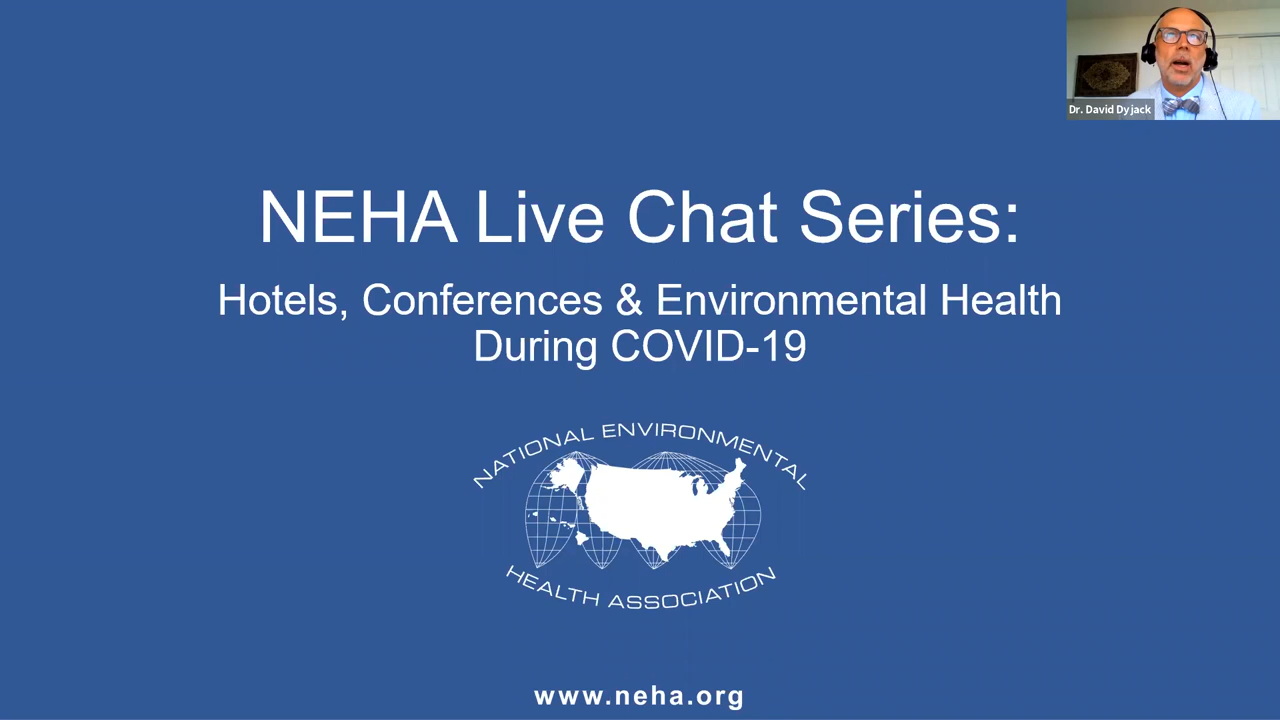 Dr. David Dyjack
NEHA Live Chat Series:
Hotels, Conferences & Environmental Health
During COVID-19
NATIONAL ENVIRONMENTAL
HEALTH ASSOCIATION
www.neha.org